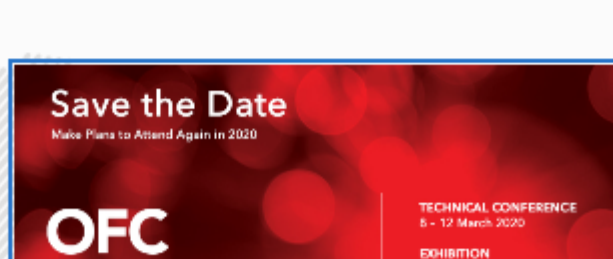 Save the Date
Make Plans to Attend Again in 2020
OFC
TECHNICAL CONFERENCE
8 - 12 March 2020
EXHIBITION